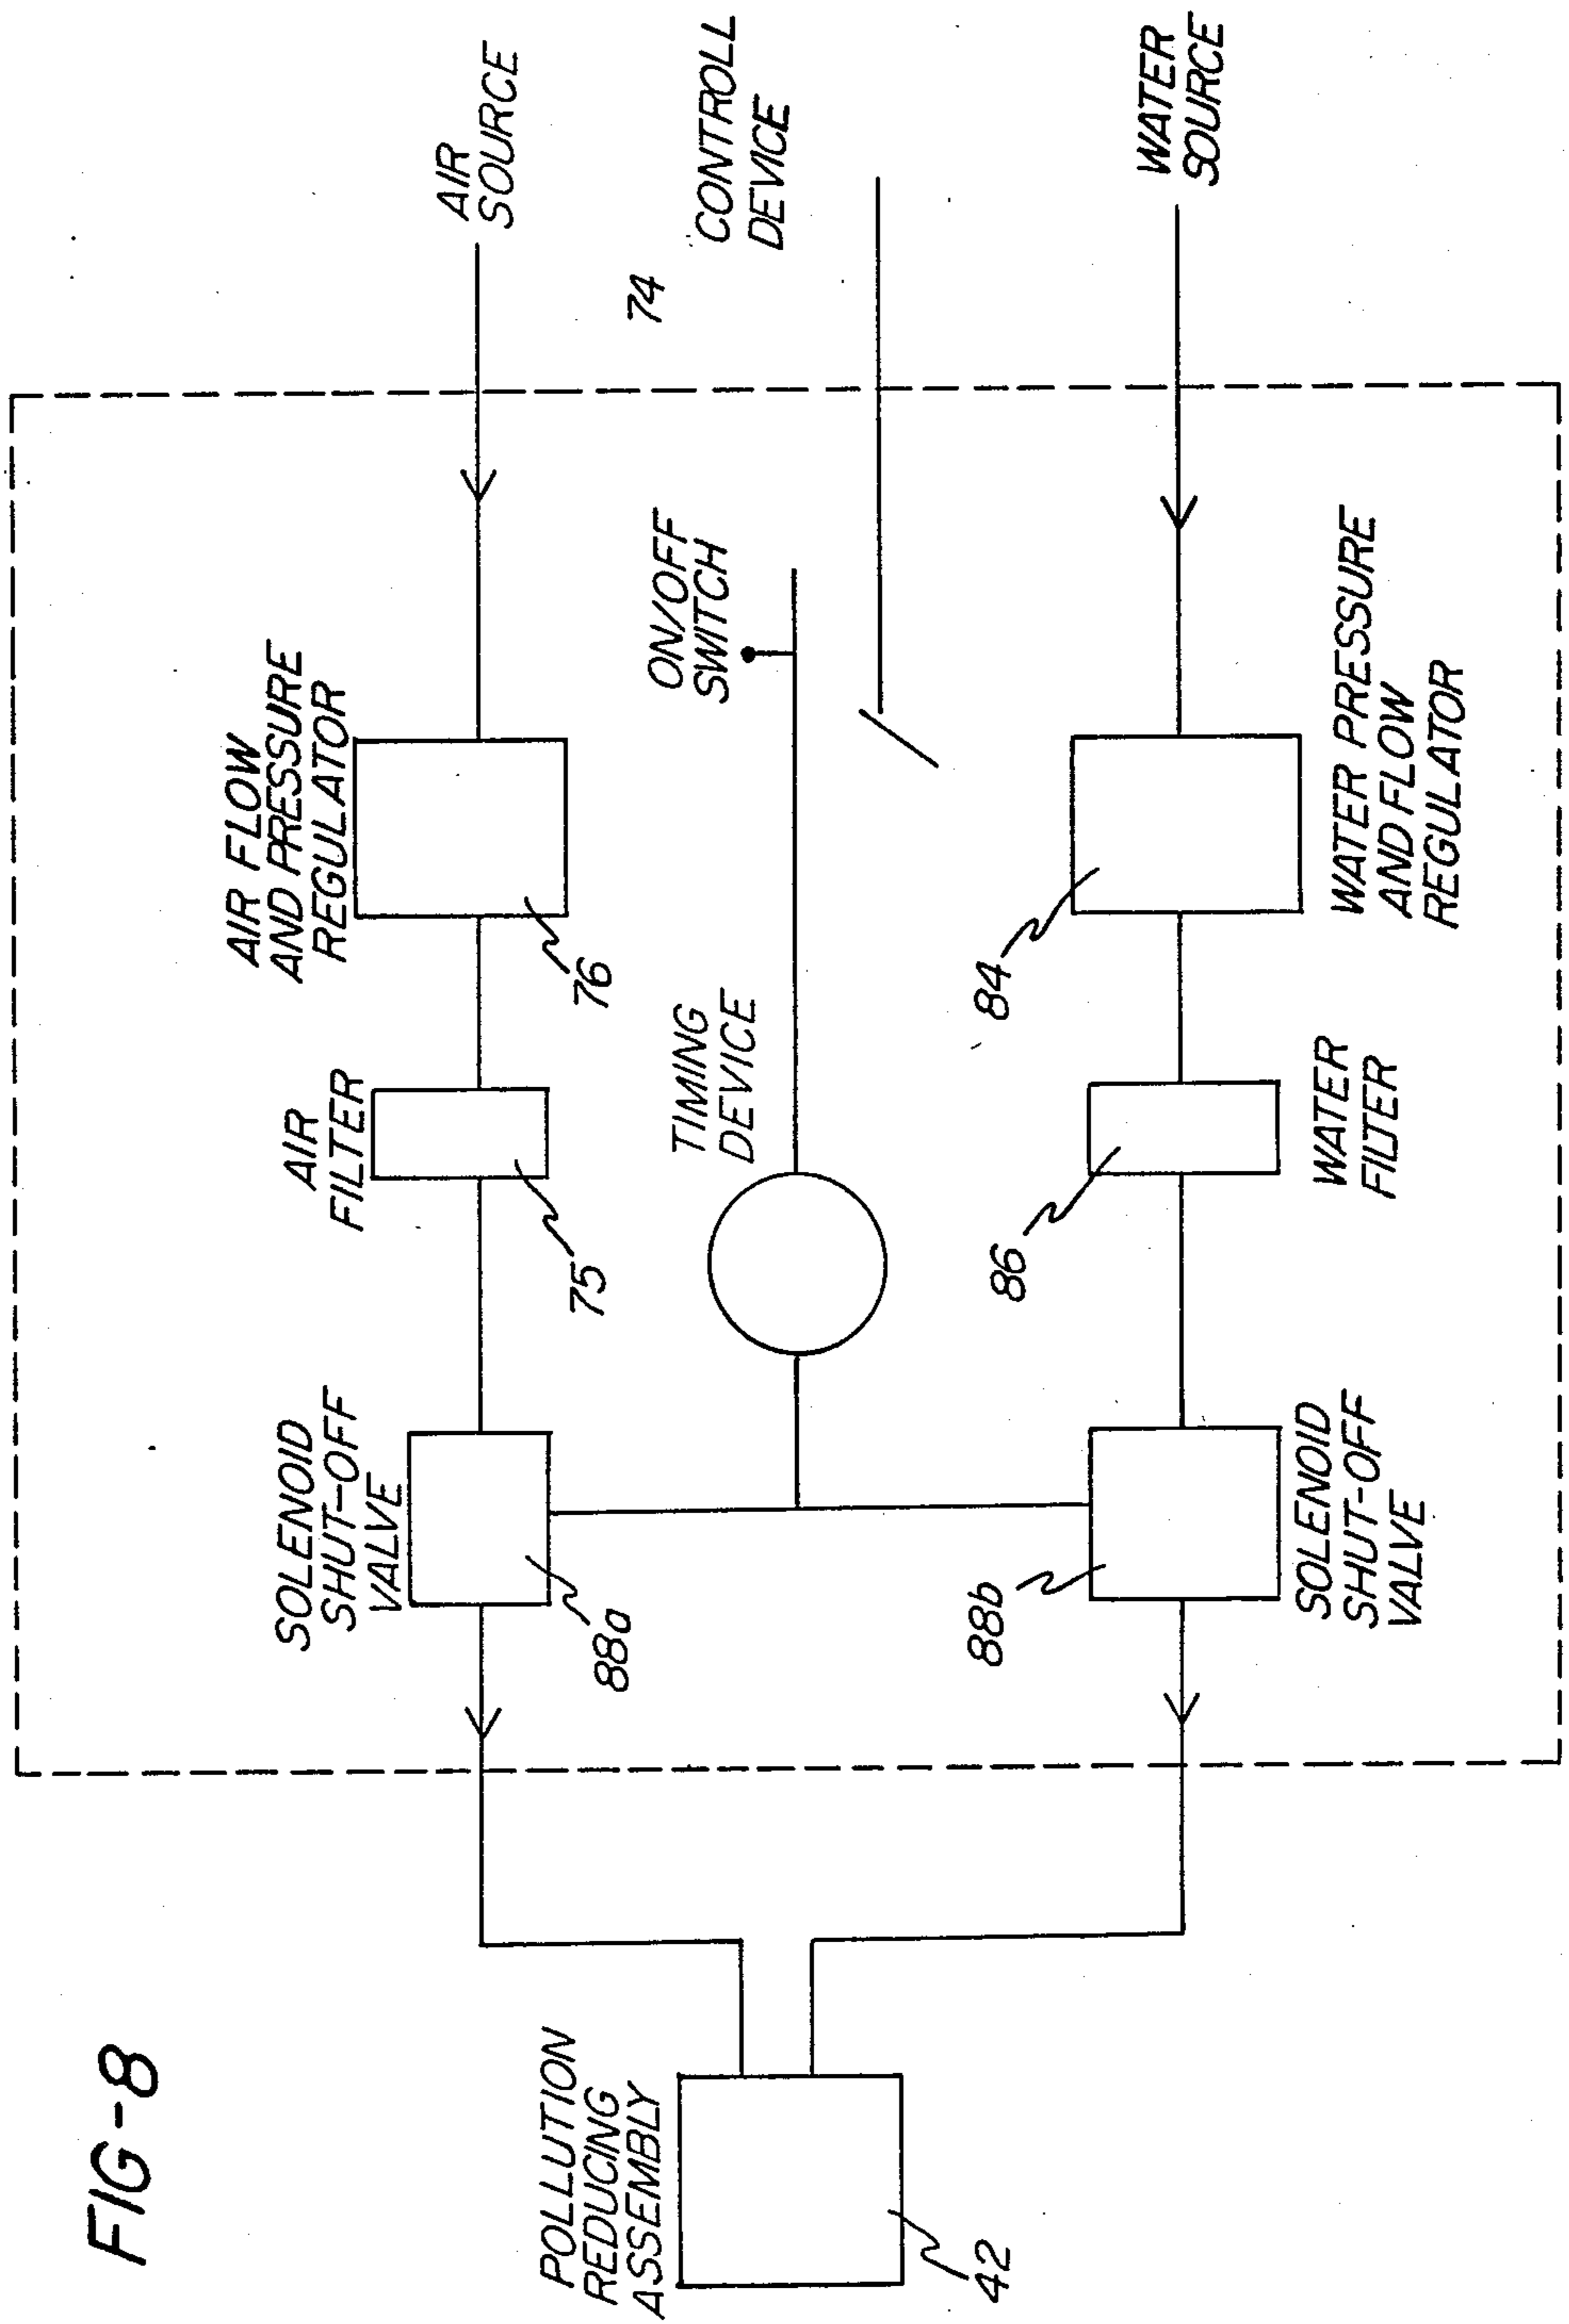 FIG-8
POLLUTION
REDUCING
ASSEMBLY
42
SOLENOID
SHUT-OFF
VALVE
88a
AIR
FILTER
75
AIR FLOW
AND PRESSURE
REGULATOR
76
AIR
SOURCE
TIMING
DEVICE
ON/OFF
SWITCH
74
CONTROLL
DEVICE
88b
SOLENOID
SHUT-OFF
VALVE
86
WATER
FILTER
84
WATER PRESSURE
AND FLOW
REGULATOR
WATER
SOURCE